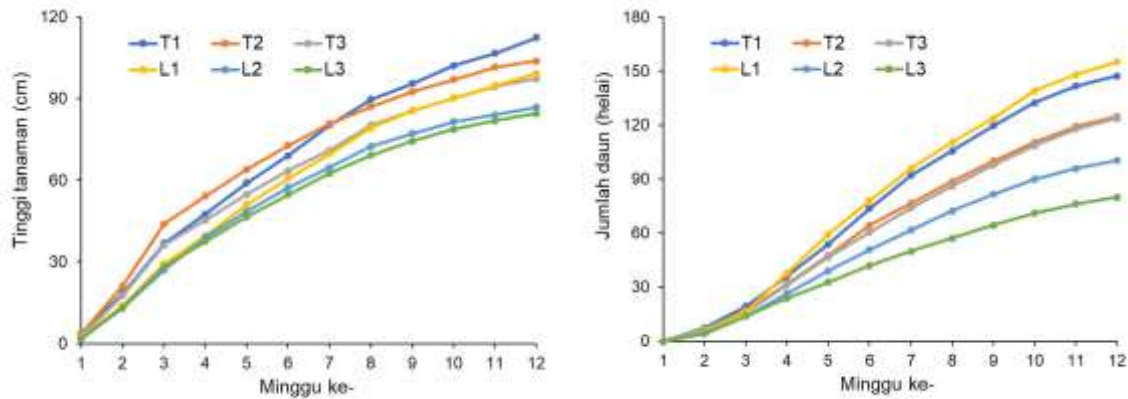 120
90
60
30
0
Tinggi tanaman (cm)
T1 T2 T3
L1 L2 L3
1 2 3 4 5 6 7 8 9 10 11 12
Minggu ke-
180
150
120
90
60
30
0
Jumlah daun (helai)
T1 T2 T3
L1 L2 L3
1 2 3 4 5 6 7 8 9 10 11 12
Minggu ke-